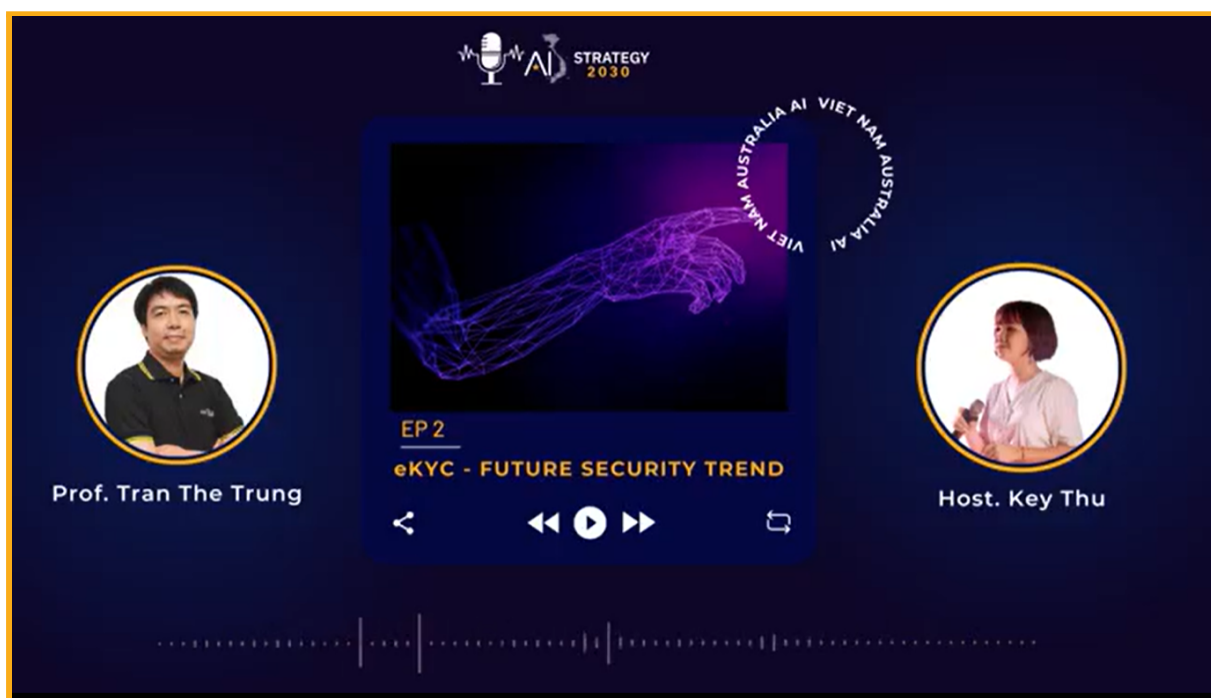 AI STRATEGY
2030
VIET NAM AUSTRALIA AI VIET NAM AUSTRALIA AI
EP 2
eKYC - FUTURE SECURITY TREND
Prof. Tran The Trung
Host. Key Thu